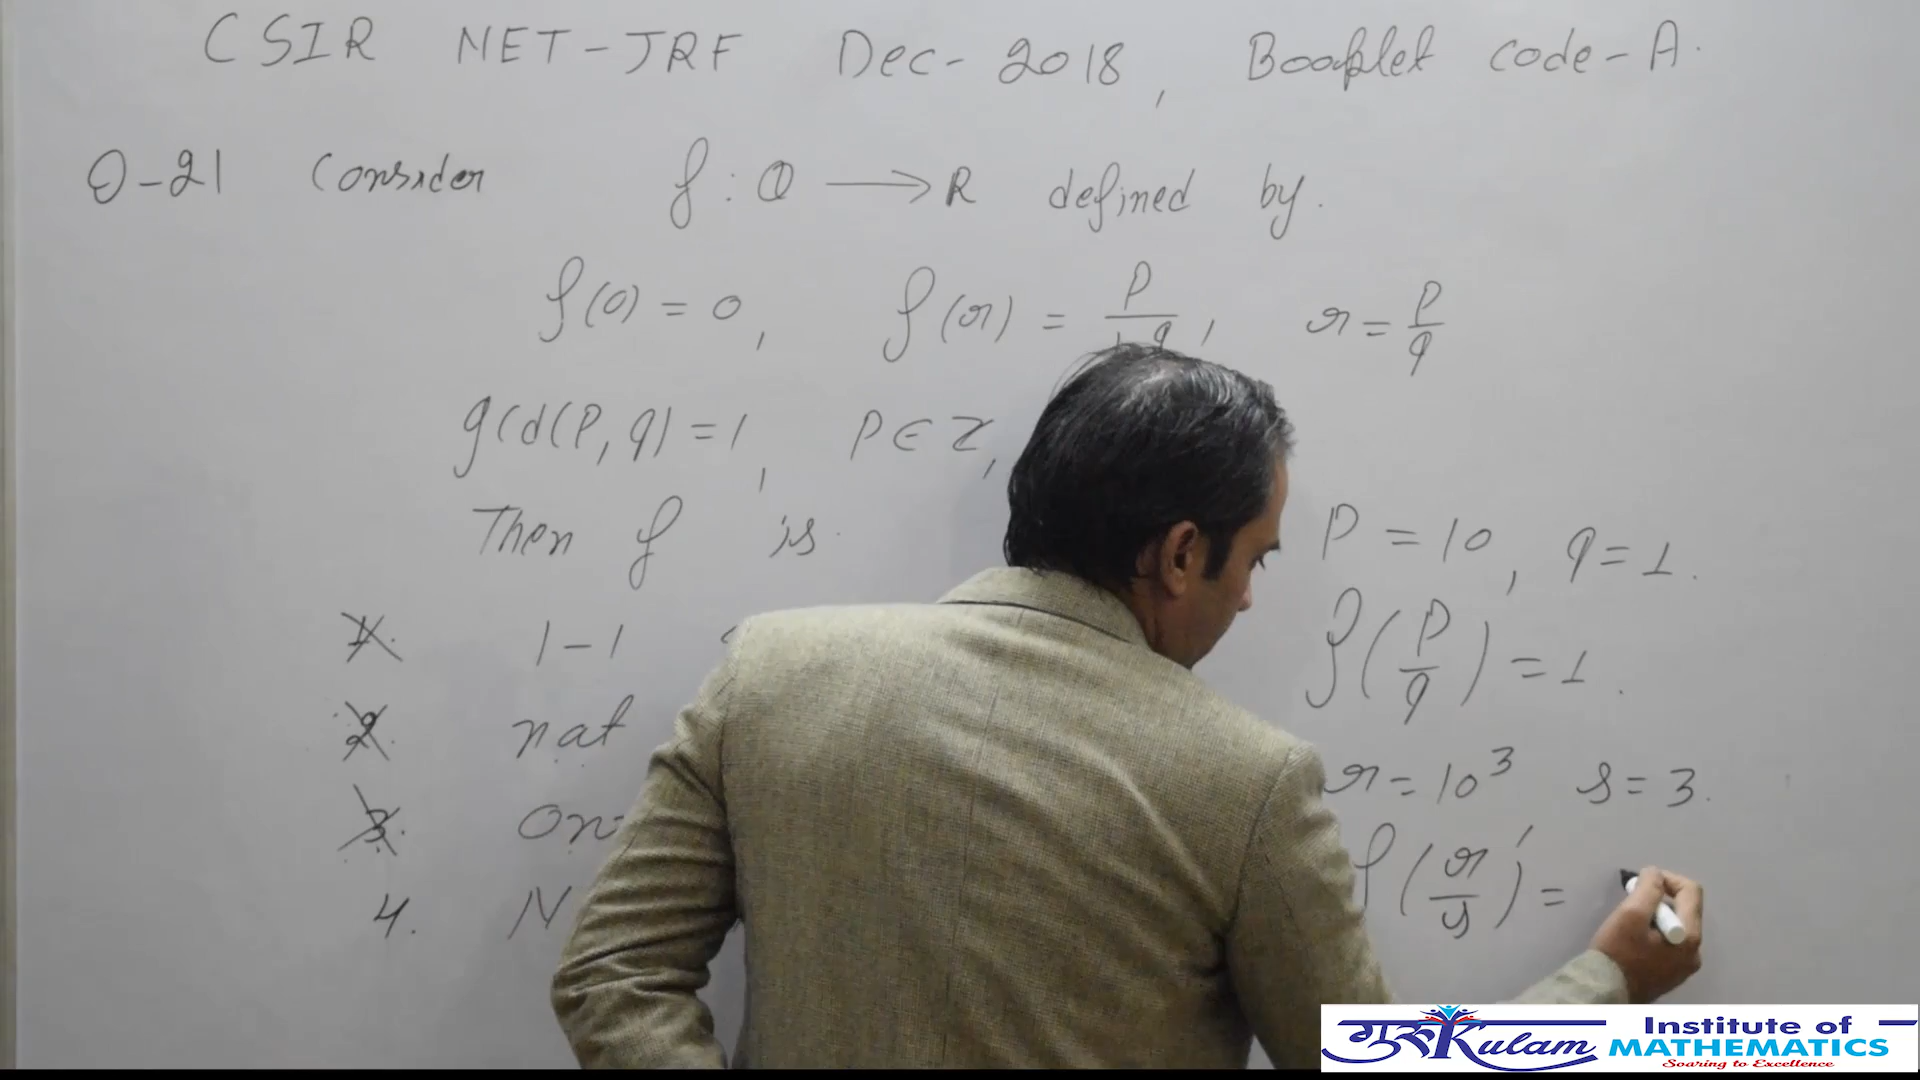 CSIR NET-JRF Dec-2018, Booklet code-A.
Q-21 Consider f : Q → R defined by.
f(0) = 0, f(r) = p/, r = p/q
gcd(p,q) = 1, p ∈ Z,
Then f is
1. 1-1
2. not
3.
4.
P = 10, q = 1.
f(p/q) = 1.
r = 10³ s = 3.
f(r/s) =
गुरुKulam Institute of
MATHEMATICS
Soaring to Excellence